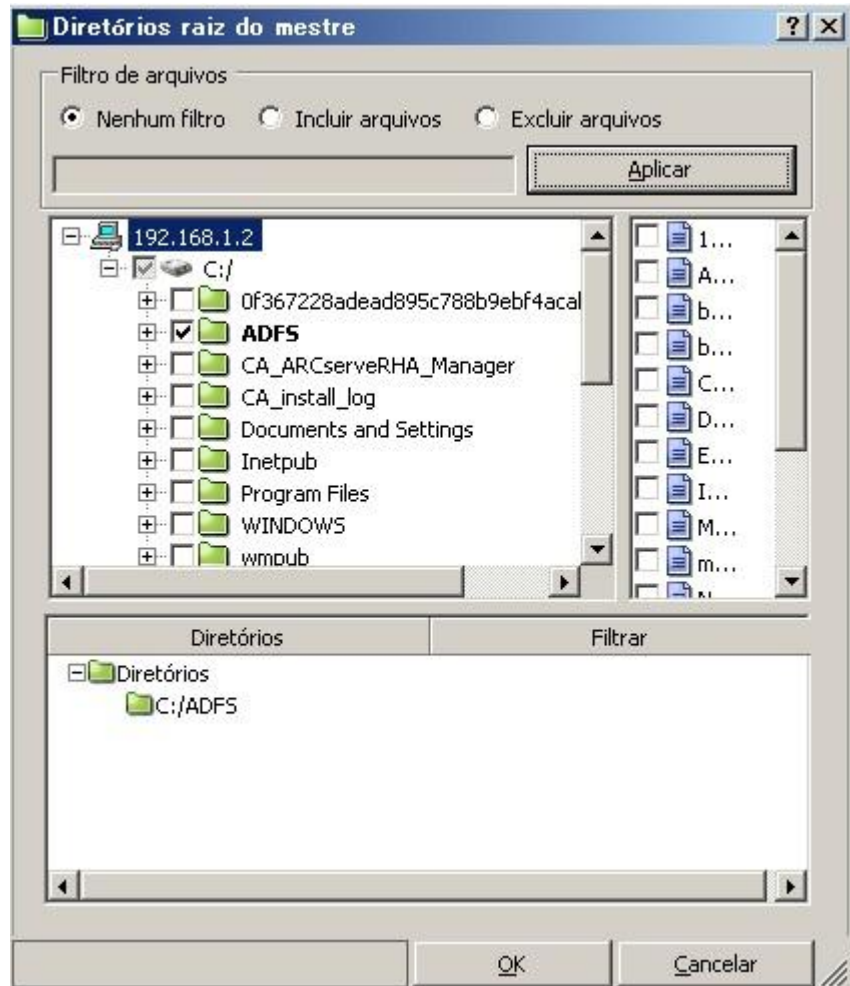 Diretórios raiz do mestre
Filtro de arquivos
Nenhum filtro Incluir arquivos Excluir arquivos
Aplicar
192.168.1.2
C:/
0f367228adead895c788b9ebf4acal
ADFS
CA_ARCserveRHA_Manager
CA_install_log
Documents and Settings
Inetpub
Program Files
WINDOWS
wmpub
1...
A...
b...
b...
C...
D...
E...
I...
M...
m...
Diretórios Filtrar
Diretórios
C:/ADFS
OK Cancelar